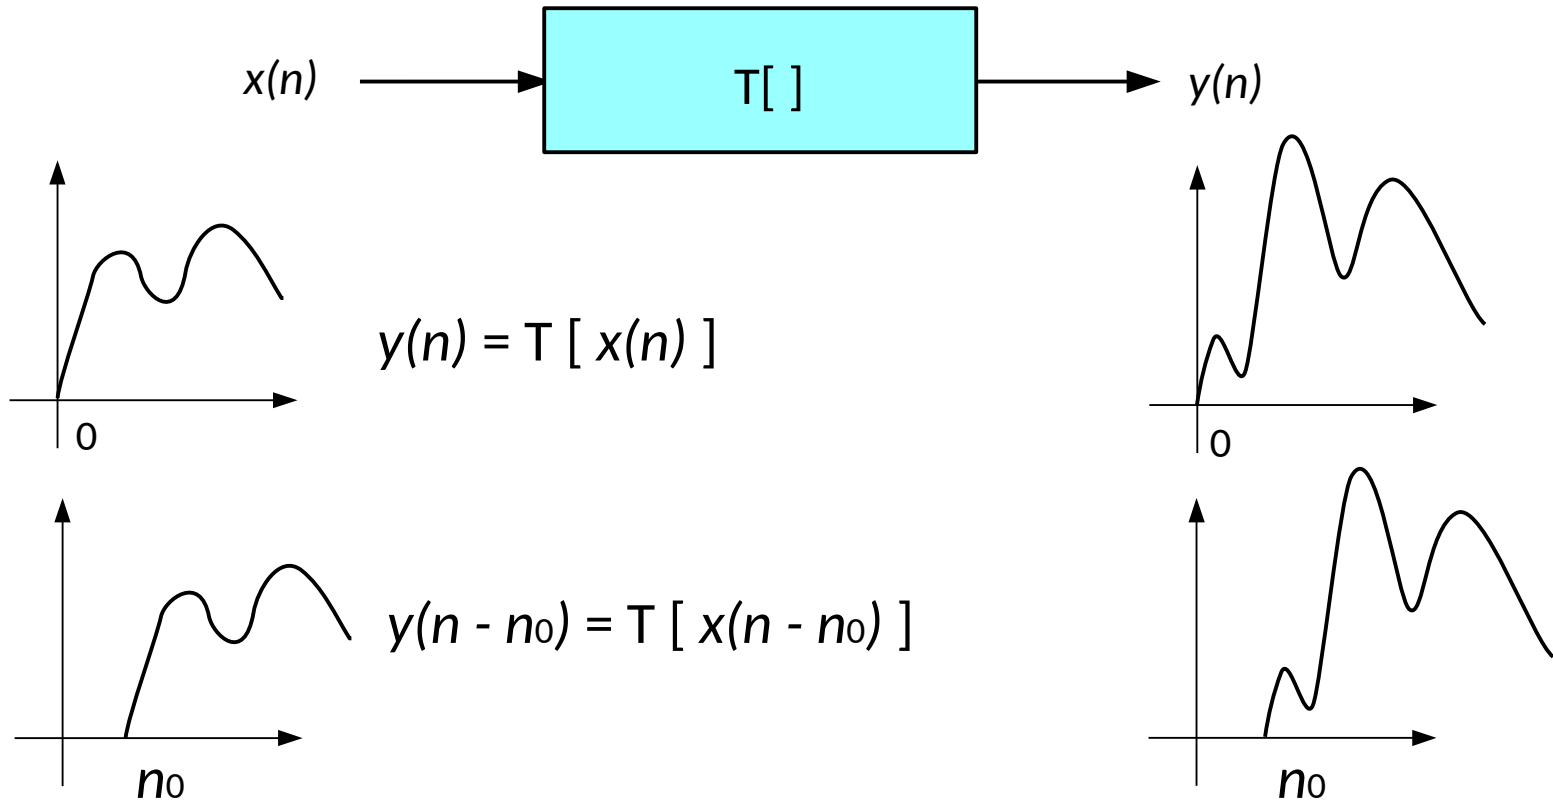 x(n) T[ ] y(n)
y(n) = T [ x(n) ]
0 0
y(n - n0) = T [ x(n - n0) ]
n0 n0